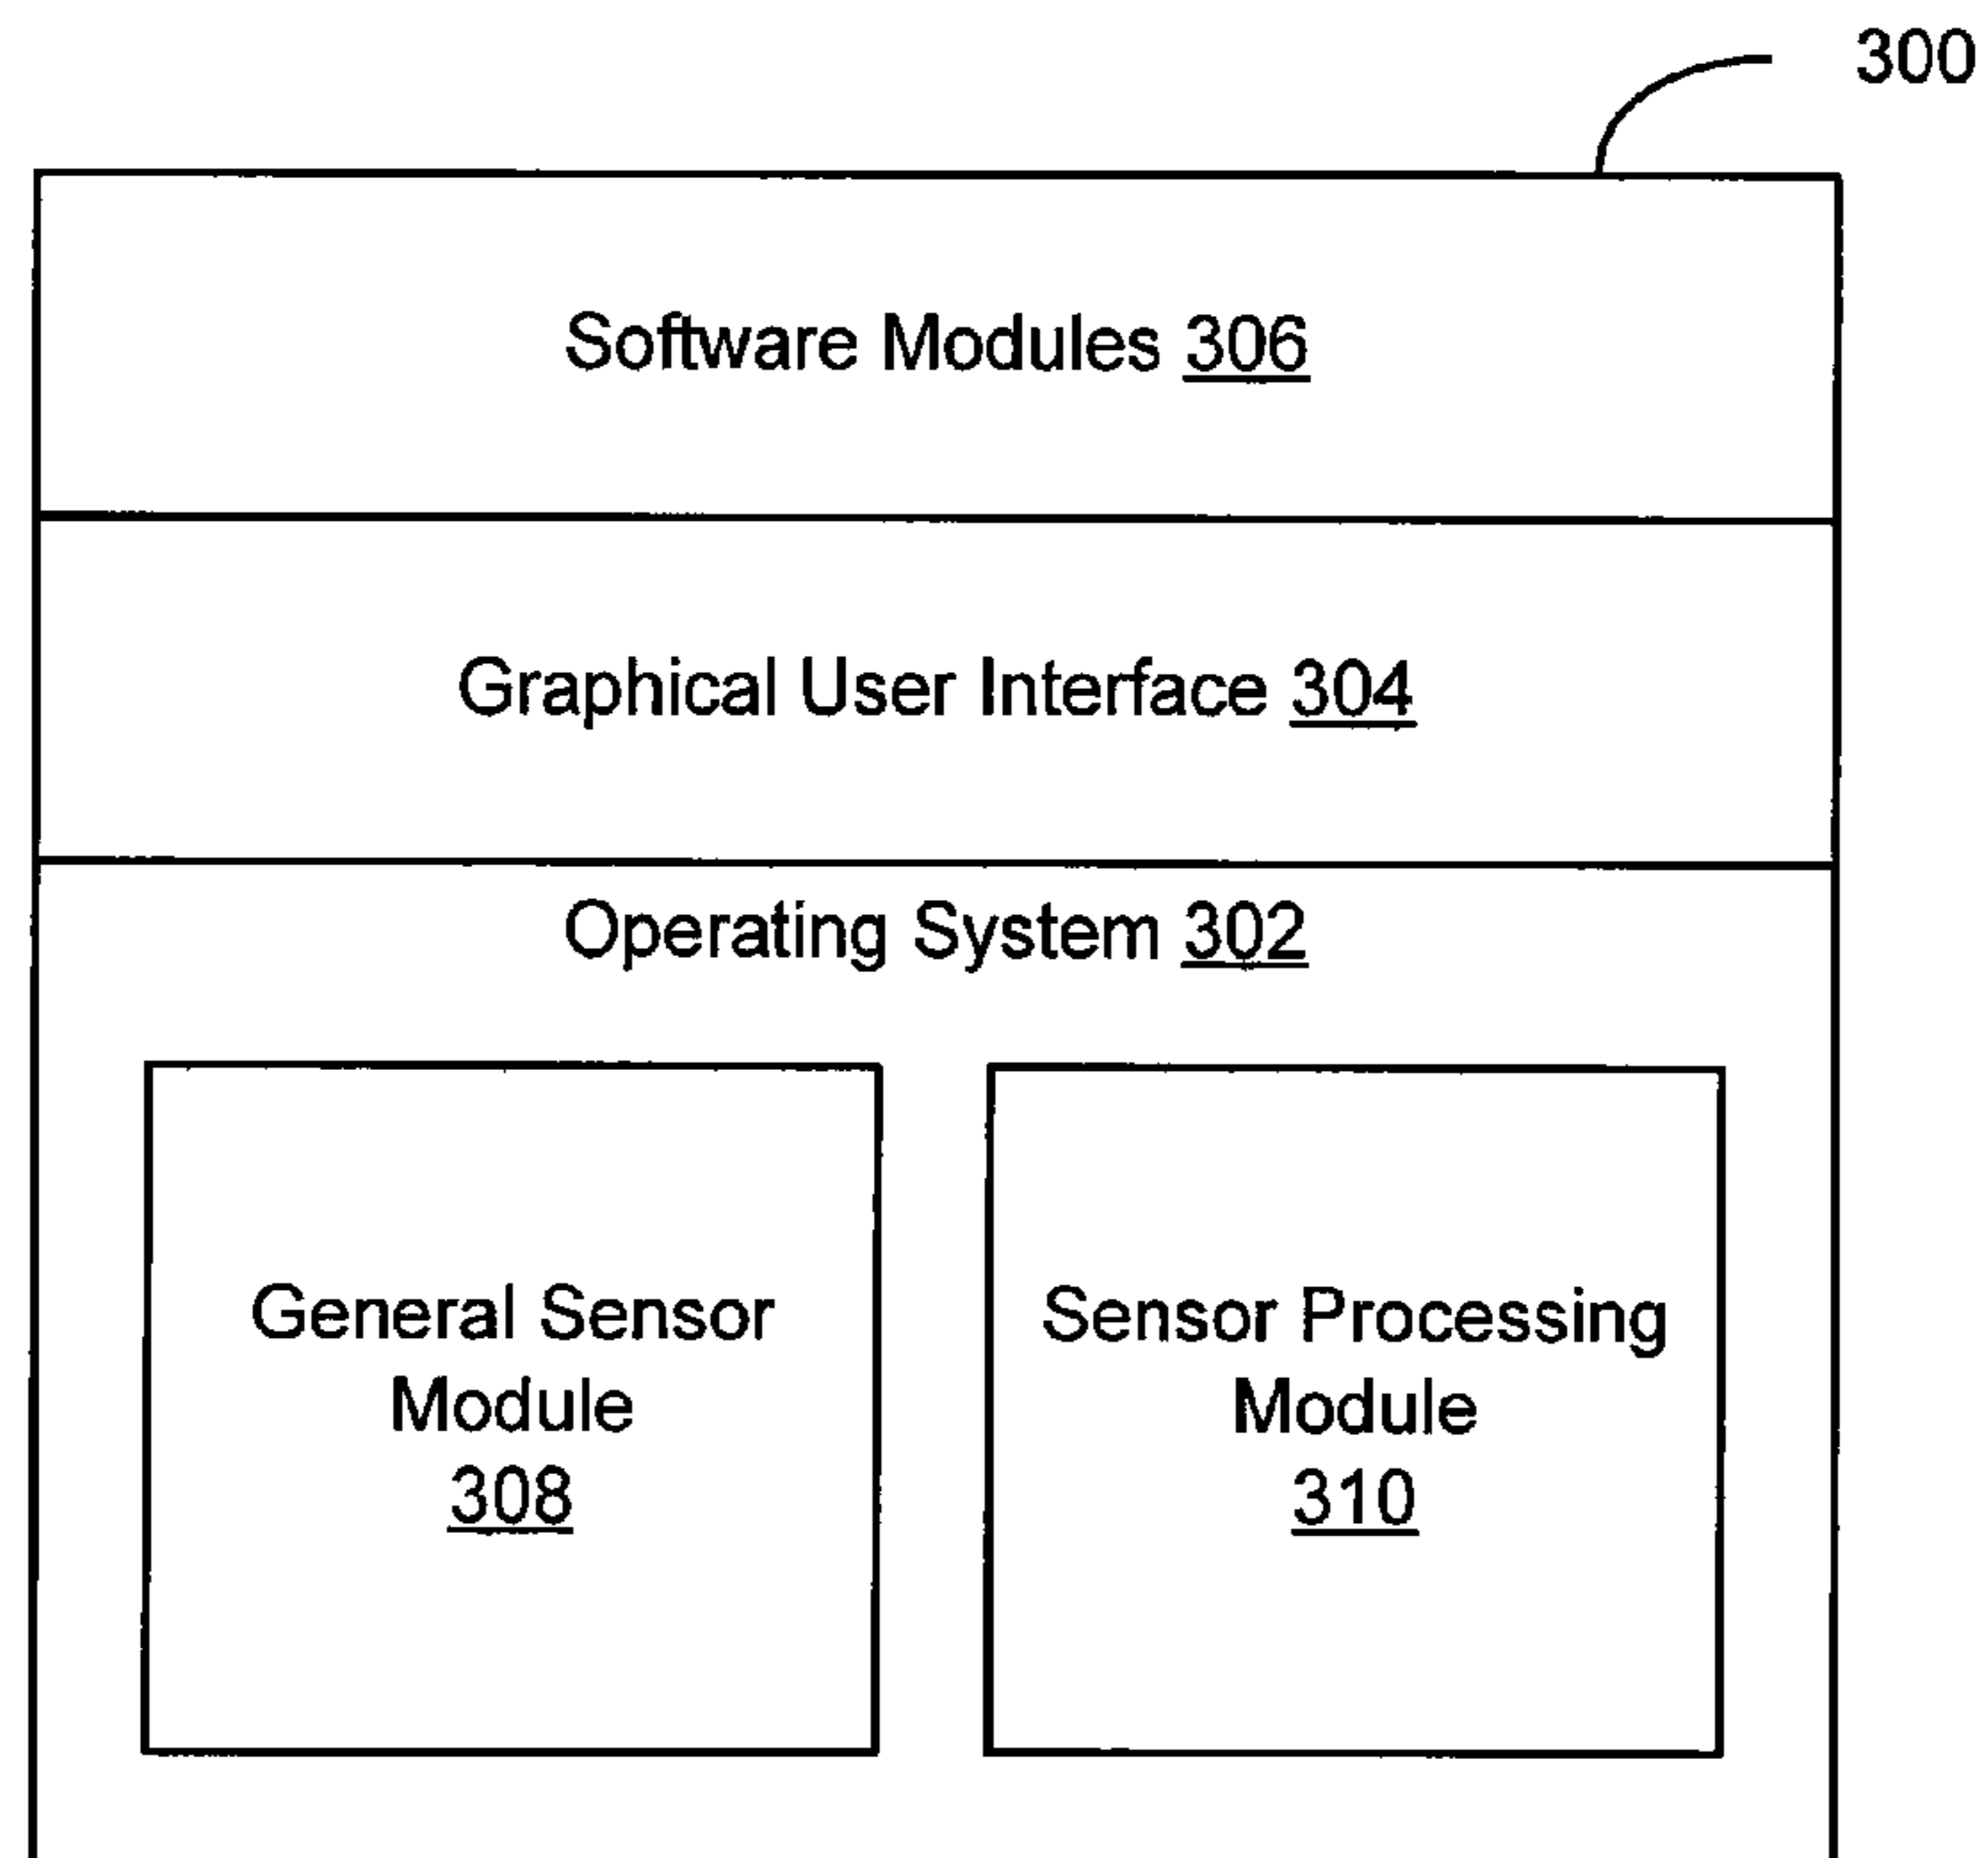 300
Software Modules 306
Graphical User Interface 304
Operating System 302
General Sensor
Module
308
Sensor Processing
Module
310